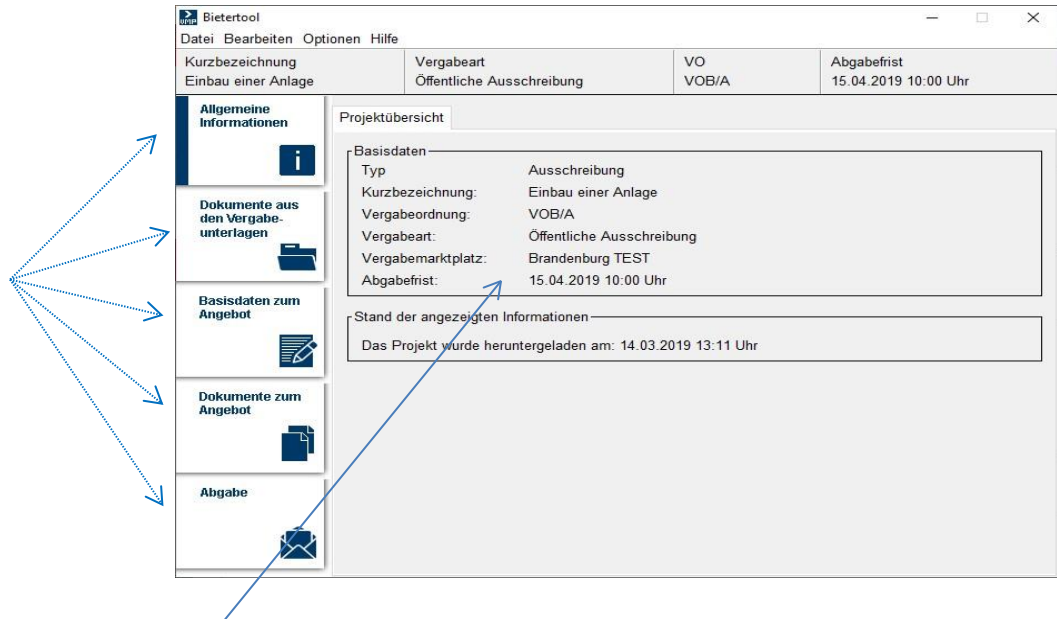 VMP
Bietertool
Datei Bearbeiten Optionen Hilfe
Kurzbezeichnung Vergabeart VO Abgabefrist
Einbau einer Anlage Öffentliche Ausschreibung VOB/A 15.04.2019 10:00 Uhr
Allgemeine
Informationen
i
Dokumente aus
den Vergabe-
unterlagen
Basisdaten zum
Angebot
Dokumente zum
Angebot
Abgabe
Projektübersicht
Basisdaten
Typ Ausschreibung
Kurzbezeichnung: Einbau einer Anlage
Vergabeordnung: VOB/A
Vergabeart: Öffentliche Ausschreibung
Vergabemarktplatz: Brandenburg TEST
Abgabefrist: 15.04.2019 10:00 Uhr
Stand der angezeigten Informationen
Das Projekt wurde heruntergeladen am: 14.03.2019 13:11 Uhr